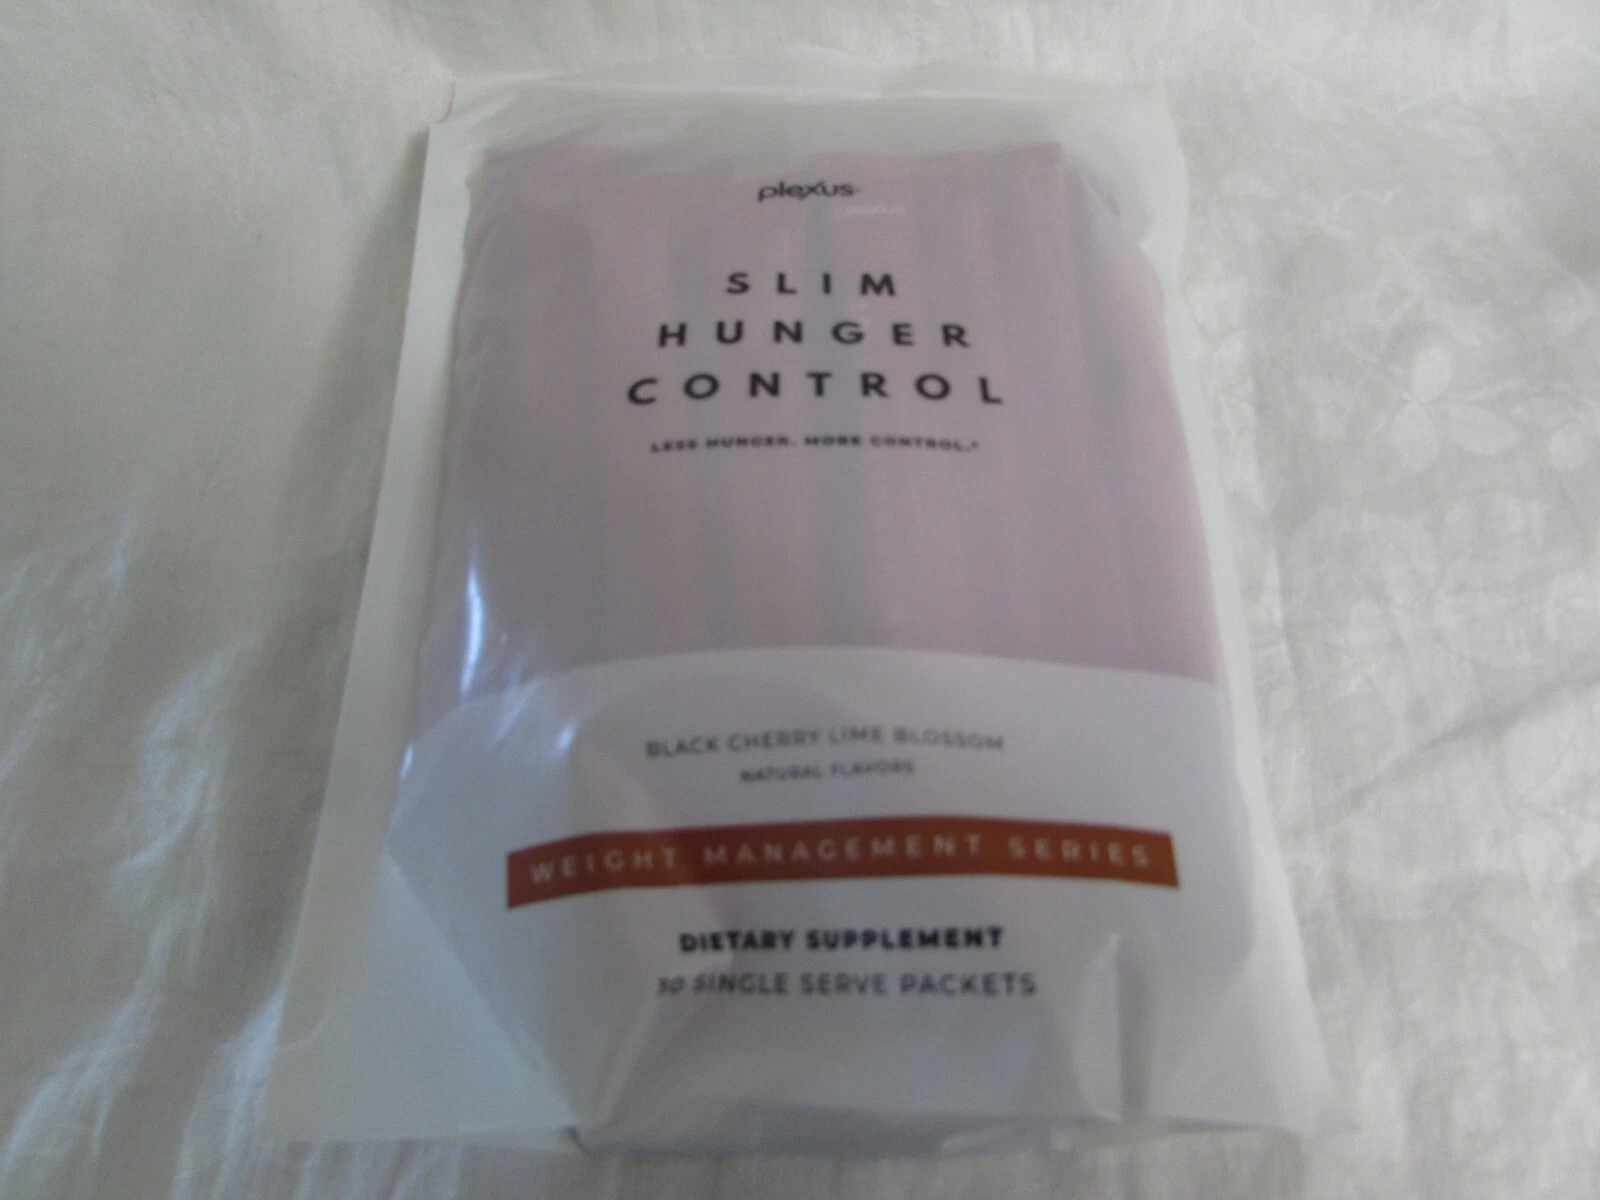 plexus
SLIM
HUNGER
CONTROL
LESS HUNGER. MORE CONTROL.*
BLACK CHERRY LIME BLOSSOM
NATURAL FLAVORS
WEIGHT MANAGEMENT SERIES
DIETARY SUPPLEMENT
SINGLE SERVE PACKETS